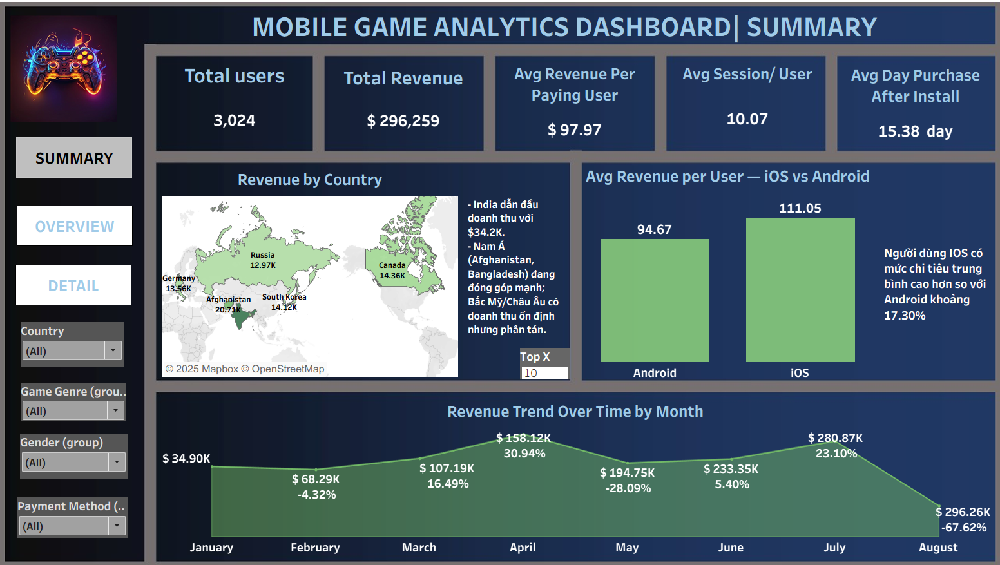 MOBILE GAME ANALYTICS DASHBOARD| SUMMARY
Total users
3,024
Total Revenue
$ 296,259
Avg Revenue Per
Paying User
$ 97.97
Avg Session/ User
10.07
Avg Day Purchase
After Install
15.38 day
SUMMARY
OVERVIEW
DETAIL
Country
(All)
Game Genre (grou..
(All)
Gender (group)
(All)
Payment Method (..
(All)
Revenue by Country
Russia
12.97K
Canada
14.36K
Germany
13.56K
Afghanistan
20.71K
South Korea
14.12K
© 2025 Mapbox © OpenStreetMap
- India dẫn đầu
doanh thu với
$34.2K.
- Nam Á
(Afghanistan,
Bangladesh) đang
đóng góp mạnh;
Bắc Mỹ/Châu Âu có
doanh thu ổn định
nhưng phân tán.
Top X
10
Avg Revenue per User — iOS vs Android
94.67
111.05
Android
iOS
Người dùng IOS có
mức chi tiêu trung
bình cao hơn so với
Android khoảng
17.30%
Revenue Trend Over Time by Month
$ 34.90K
$ 68.29K
-4.32%
$ 107.19K
16.49%
$ 158.12K
30.94%
$ 194.75K
-28.09%
$ 233.35K
5.40%
$ 280.87K
23.10%
$ 296.26K
-67.62%
January
February
March
April
May
June
July
August